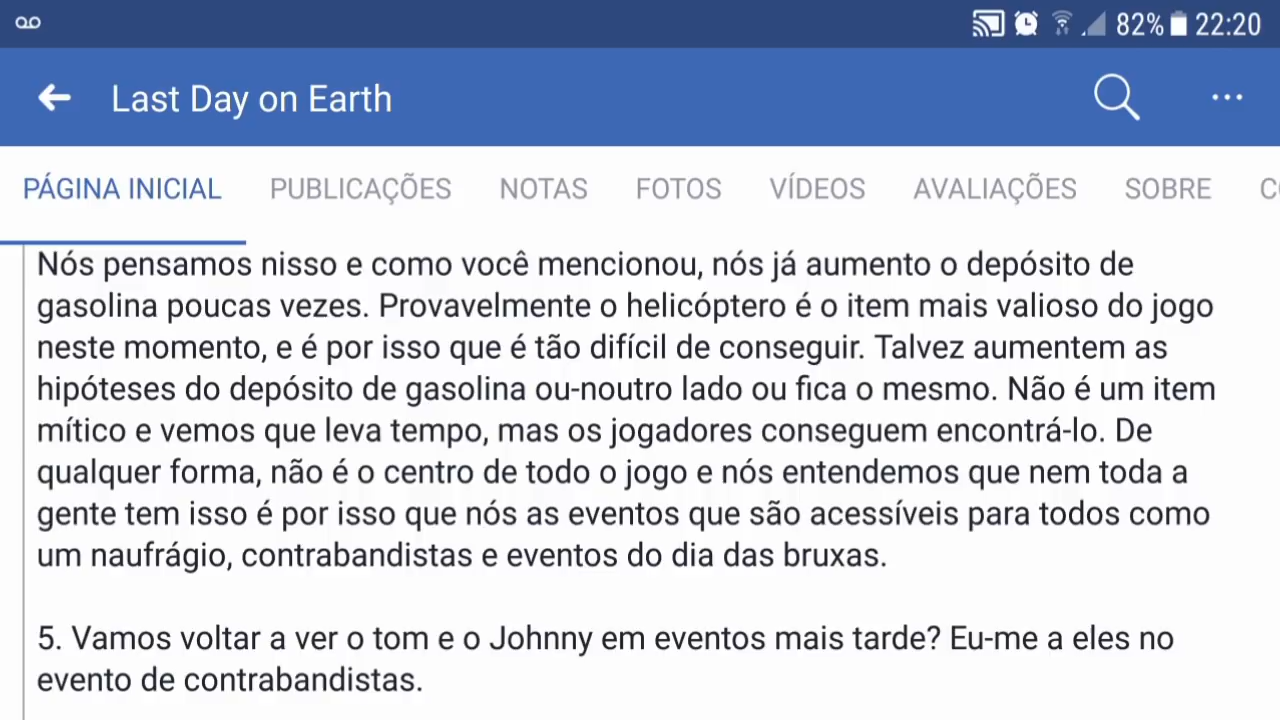 82% 22:20
Last Day on Earth
PÁGINA INICIAL PUBLICAÇÕES NOTAS FOTOS VÍDEOS AVALIAÇÕES SOBRE
Nós pensamos nisso e como você mencionou, nós já aumento o depósito de
gasolina poucas vezes. Provavelmente o helicóptero é o item mais valioso do jogo
neste momento, e é por isso que é tão difícil de conseguir. Talvez aumentem as
hipóteses do depósito de gasolina ou-noutro lado ou fica o mesmo. Não é um item
mítico e vemos que leva tempo, mas os jogadores conseguem encontrá-lo. De
qualquer forma, não é o centro de todo o jogo e nós entendemos que nem toda a
gente tem isso é por isso que nós as eventos que são acessíveis para todos como
um naufrágio, contrabandistas e eventos do dia das bruxas.
5. Vamos voltar a ver o tom e o Johnny em eventos mais tarde? Eu-me a eles no
evento de contrabandistas.